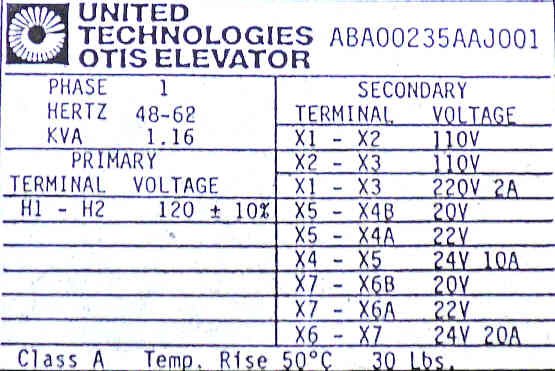 UNITED
TECHNOLOGIES
OTIS ELEVATOR
ABA00235AAJ001
PHASE 1
HERTZ 48-62
KVA 1.16
PRIMARY
TERMINAL VOLTAGE
H1 - H2 120 ± 10%
SECONDARY
TERMINAL VOLTAGE
X1 - X2 110V
X2 - X3 110V
X1 - X3 220V 2A
X5 - X4B 20V
X5 - X4A 22V
X4 - X5 24V 10A
X7 - X6B 20V
X7 - X6A 22V
X6 - X7 24V 20A
Class A Temp. Rise 50°C 30 Lbs.